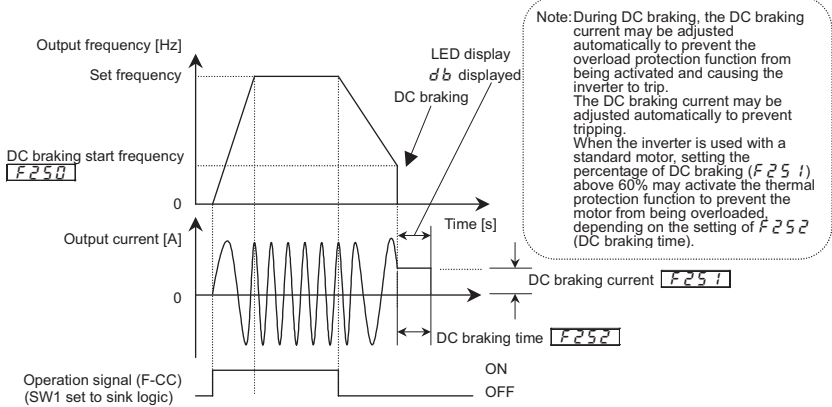 Output frequency [Hz]
Set frequency
DC braking start frequency
F250
0
LED display
db displayed
DC braking
Time [s]
Output current [A]
0
DC braking current F251
DC braking time F252
Operation signal (F-CC)
(SW1 set to sink logic)
ON
OFF
Note: During DC braking, the DC braking
current may be adjusted
automatically to prevent the
overload protection function from
being activated and causing the
inverter to trip.
The DC braking current may be
adjusted automatically to prevent
tripping.
When the inverter is used with a
standard motor, setting the
percentage of DC braking (F251)
above 60% may activate the thermal
protection function to prevent the
motor from being overloaded,
depending on the setting of F252
(DC braking time).